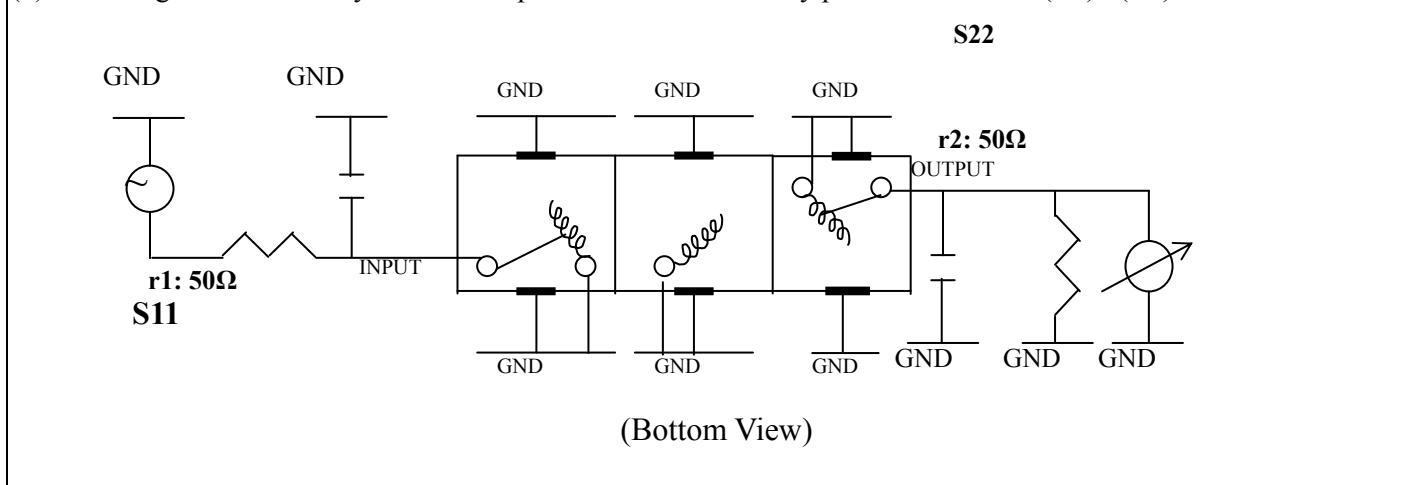 S22
GND GND GND GND GND
r2: 50Ω
OUTPUT
INPUT
r1: 50Ω
S11
GND GND GND GND GND GND
(Bottom View)